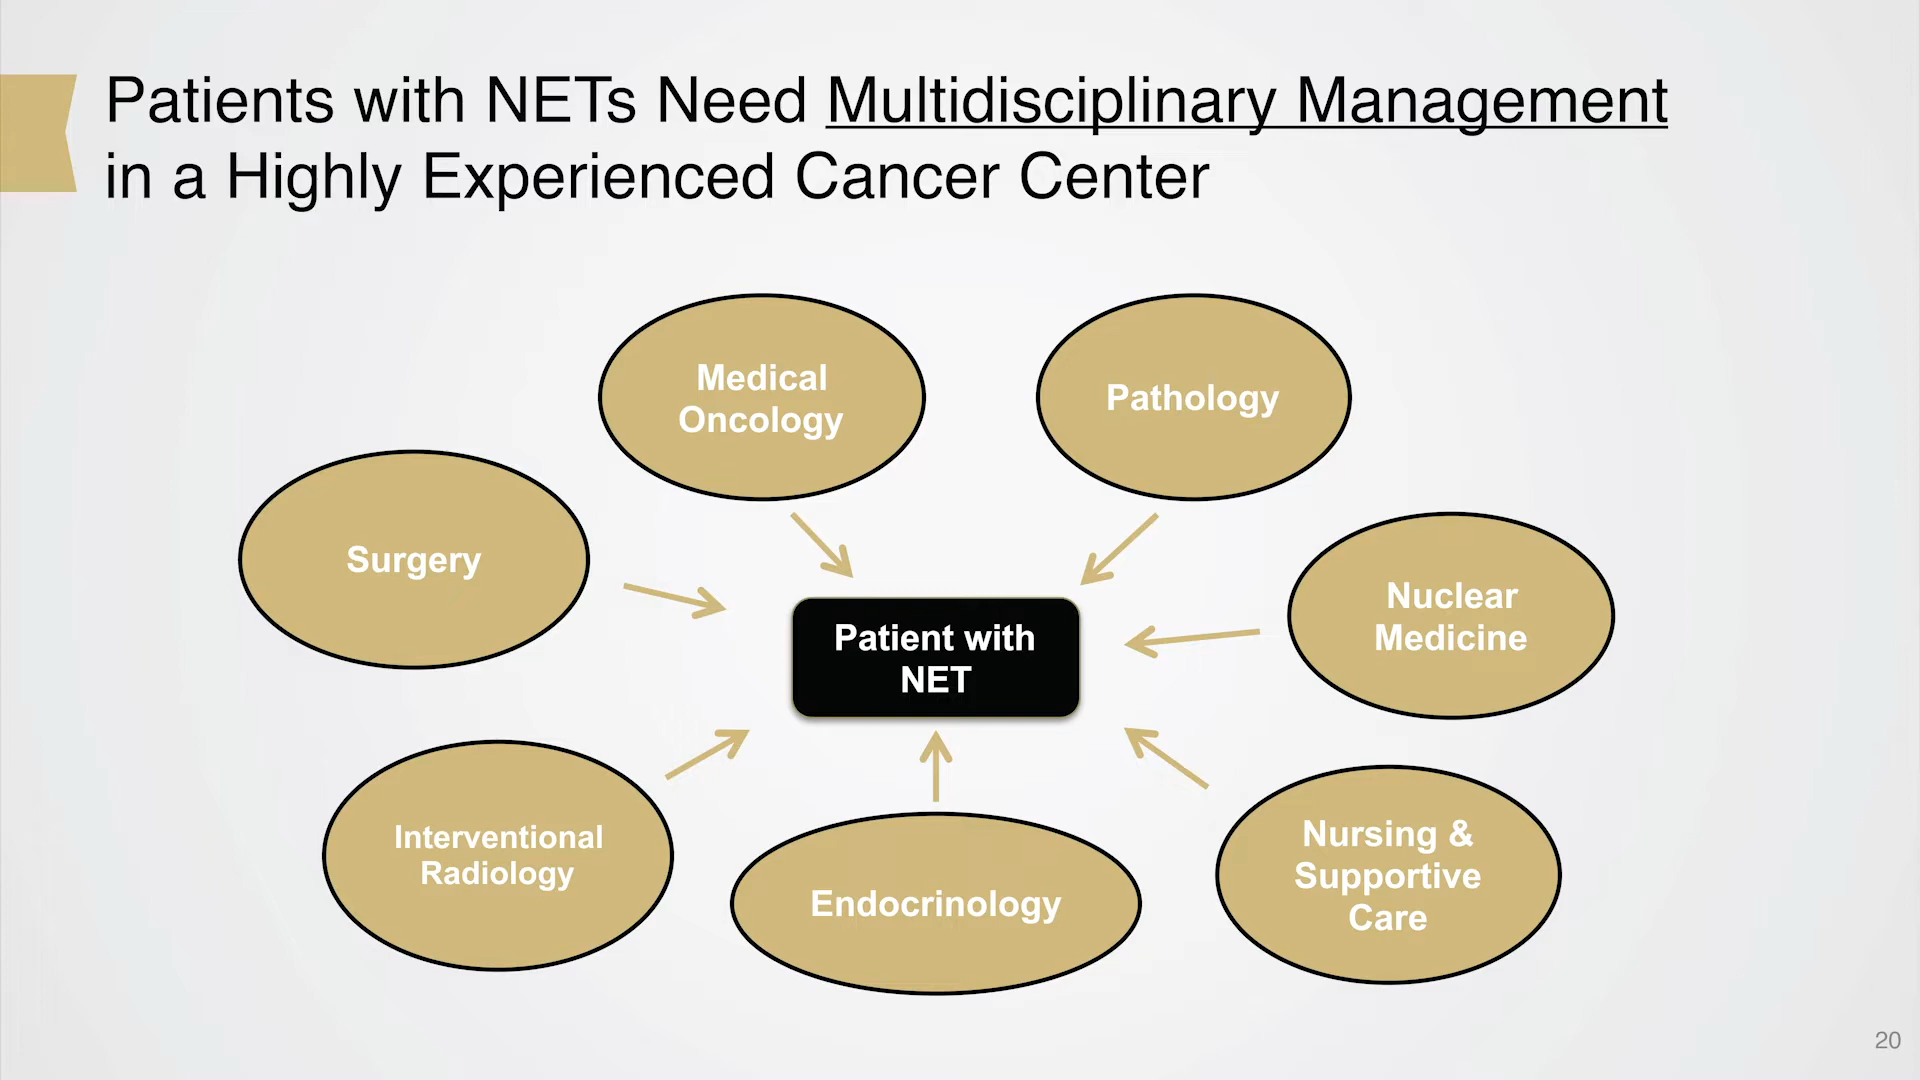 Patients with NETs Need Multidisciplinary Management
in a Highly Experienced Cancer Center
Medical
Oncology
Pathology
Surgery
Nuclear
Medicine
Patient with
NET
Interventional
Radiology
Endocrinology
Nursing &
Supportive
Care
20